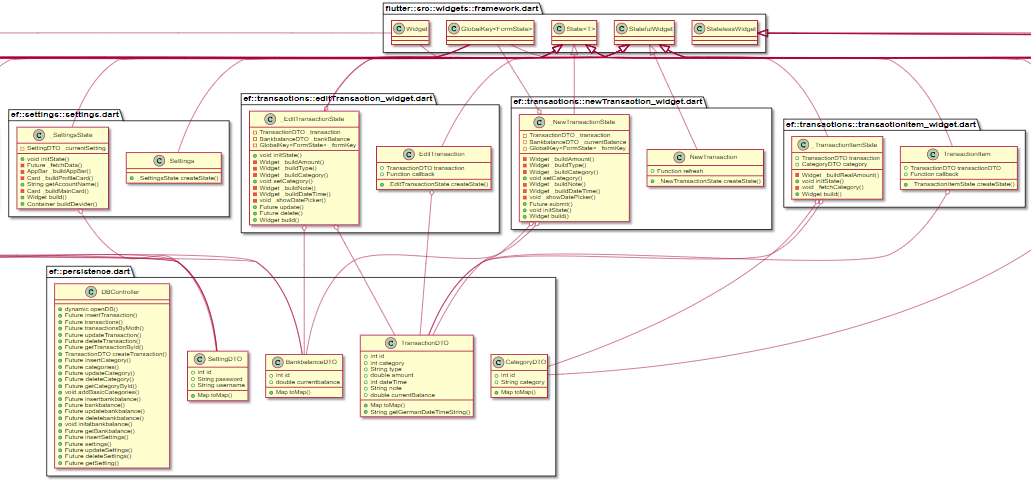 flutter::src::widgets::framework.dart
C Widget
C GlobalKey<FormState>
C State<T>
C StatefulWidget
C StatelessWidget
ef::settings::settings.dart
C _SettingsState
SettingDTO _currentSetting
void initState()
Future _fetchData()
AppBar _buildAppBar()
Card _buildProfileCard()
String getAccountName()
Card _buildMainCard()
Widget build()
Container buildDevider()
C Settings
_SettingsState createState()
ef::transactions::editTransaction_widget.dart
C _EditTransactionState
TransactionDTO _transaction
BankbalanceDTO _bankBalance
GlobalKey<FormState> _formKey
void initState()
Widget _buildAmount()
Widget _buildType()
Widget _buildCategory()
void setCategory()
Widget _buildNote()
Widget _buildDateTime()
void _showDatePicker()
Future update()
Future delete()
Widget build()
C EditTransaction
TransactionDTO transaction
Function callback
_EditTransactionState createState()
ef::transactions::newTransaction_widget.dart
C _NewTransactionState
TransactionDTO _transaction
BankbalanceDTO _currentBalance
GlobalKey<FormState> _formKey
Widget _buildAmount()
Widget _buildType()
Widget _buildCategory()
void setCategory()
Widget _buildNote()
Widget _buildDateTime()
void _showDatePicker()
Future submit()
void initState()
Widget build()
C NewTransaction
Function refresh
_NewTransactionState createState()
ef::transactions::transactionItem_widget.dart
C _TransactionItemState
TransactionDTO transaction
CategoryDTO category
Widget _buildRealAmount()
void initState()
void _fetchCategory()
Widget build()
C TransactionItem
TransactionDTO transactionDTO
Function callback
_TransactionItemState createState()
ef::persistence.dart
C DBController
dynamic openDB()
Future insertTransaction()
Future transactions()
Future transactionsByMoth()
Future updateTransaction()
Future deleteTransaction()
Future getTransactionById()
TransactionDTO createTransaction()
Future insertCategory()
Future categories()
Future updateCategory()
Future deleteCategory()
Future getCategoryById()
void addBasicCategories()
Future insertbankbalance()
Future bankbalance()
Future updatebankbalance()
Future deletebankbalance()
void initalbankbalance()
Future getBankbalance()
Future insertSettings()
Future settings()
Future updateSettings()
Future deleteSettings()
Future getSetting()
C SettingDTO
int id
String password
String username
Map toMap()
C BankbalanceDTO
int id
double currentbalance
Map toMap()
C TransactionDTO
int id
int category
String type
double amount
int dateTime
String note
double currentBalance
Map toMap()
String getGermanDateTimeString()
C CategoryDTO
int id
String category
Map toMap()